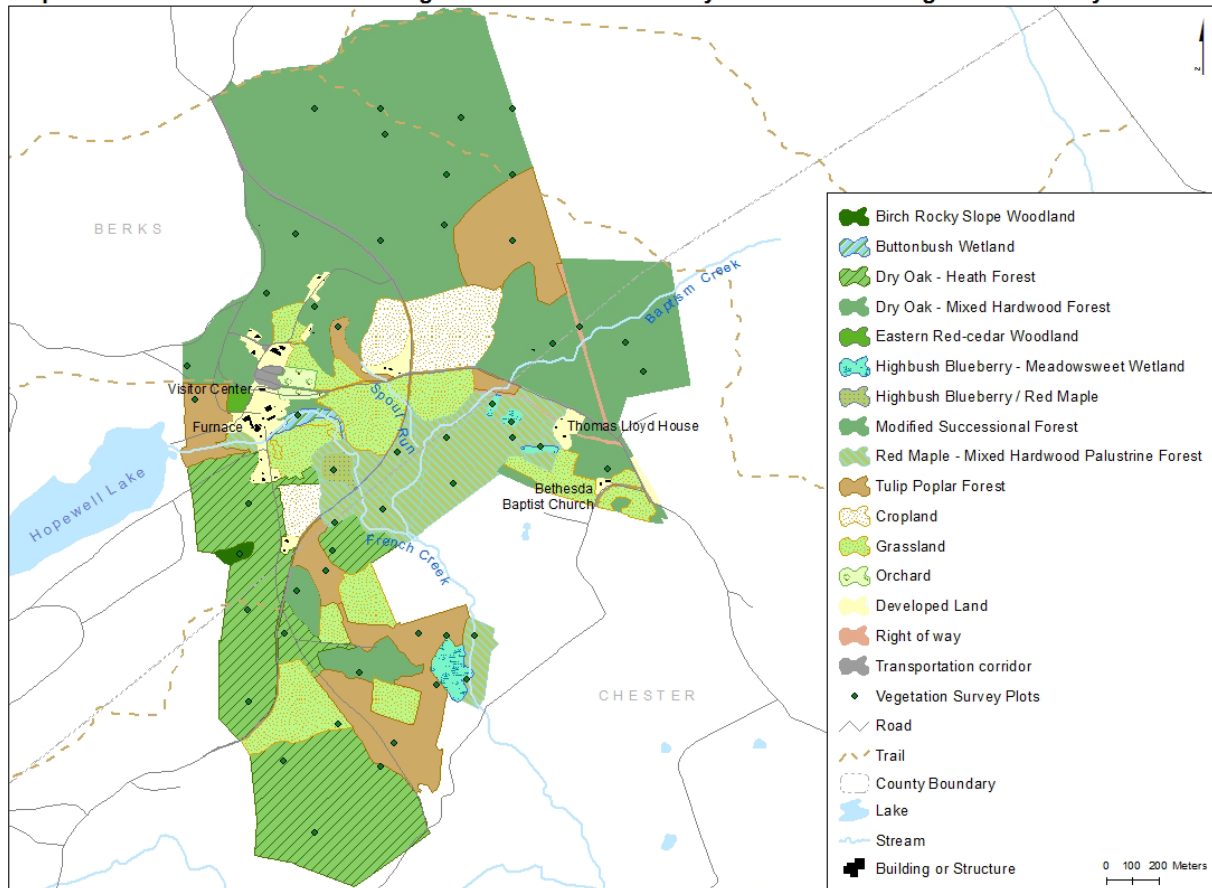 BERKS
Baptism Creek
Visitor Center
Spout Run
Furnace
Thomas Lloyd House
Hopewell Lake
Bethesda
Baptist Church
French Creek
CHESTER
N
Birch Rocky Slope Woodland
Buttonbush Wetland
Dry Oak - Heath Forest
Dry Oak - Mixed Hardwood Forest
Eastern Red-cedar Woodland
Highbush Blueberry - Meadowsweet Wetland
Highbush Blueberry / Red Maple
Modified Successional Forest
Red Maple - Mixed Hardwood Palustrine Forest
Tulip Poplar Forest
Cropland
Grassland
Orchard
Developed Land
Right of way
Transportation corridor
Vegetation Survey Plots
Road
Trail
County Boundary
Lake
Stream
Building or Structure
0 100 200 Meters